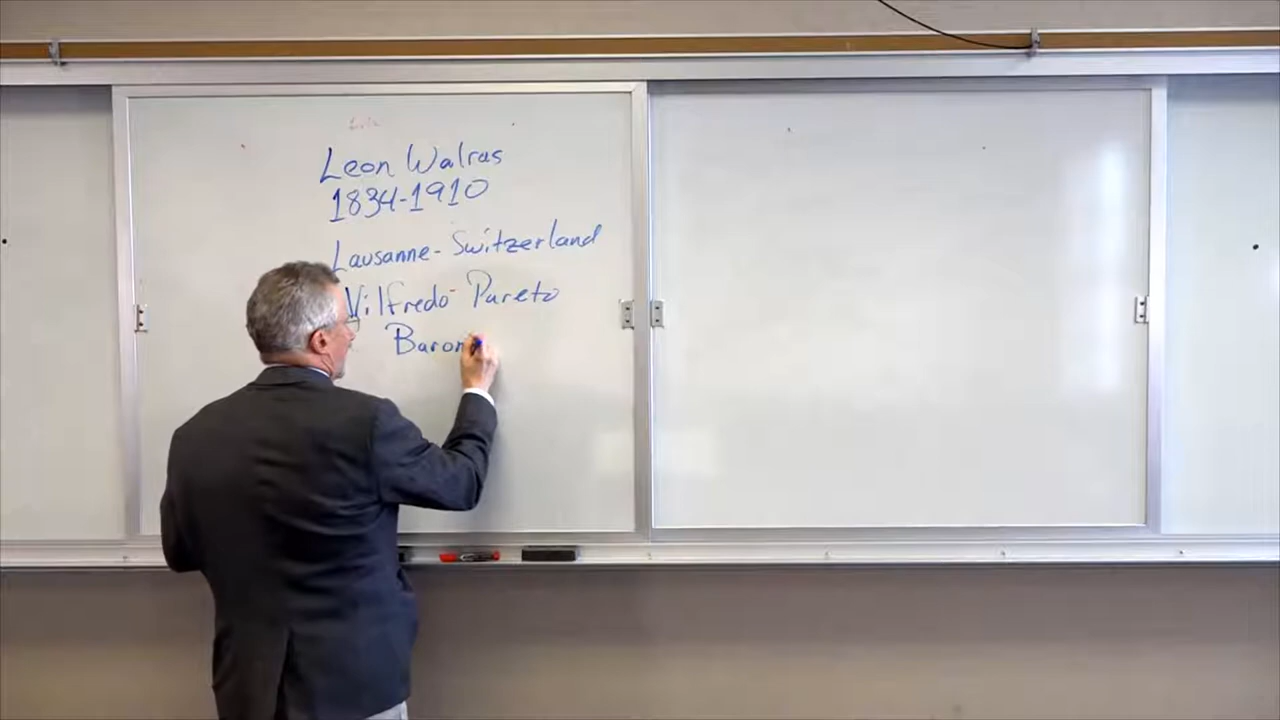 Leon Walras
1834-1910
Lausanne - Switzerland
Vilfredo Pareto
Baron